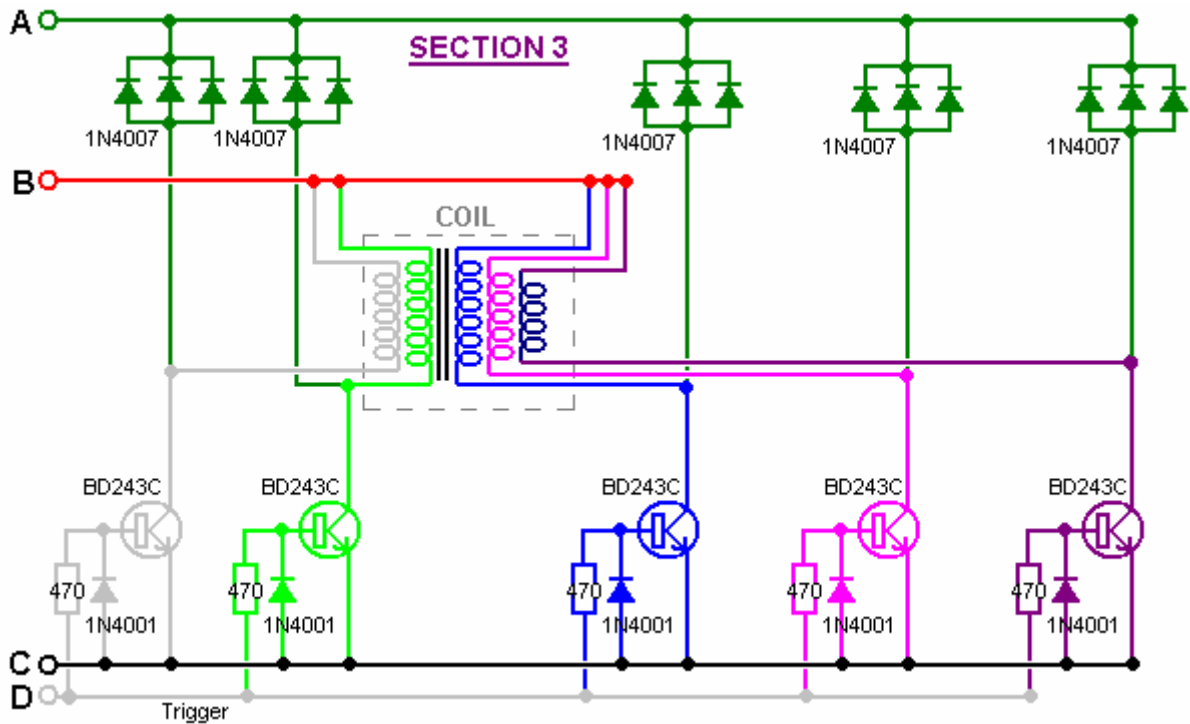 A
SECTION 3
1N4007 1N4007 1N4007 1N4007 1N4007
B
COIL
BD243C BD243C BD243C BD243C BD243C
470 470 470 470 470
1N4001 1N4001 1N4001 1N4001 1N4001
C
D
Trigger